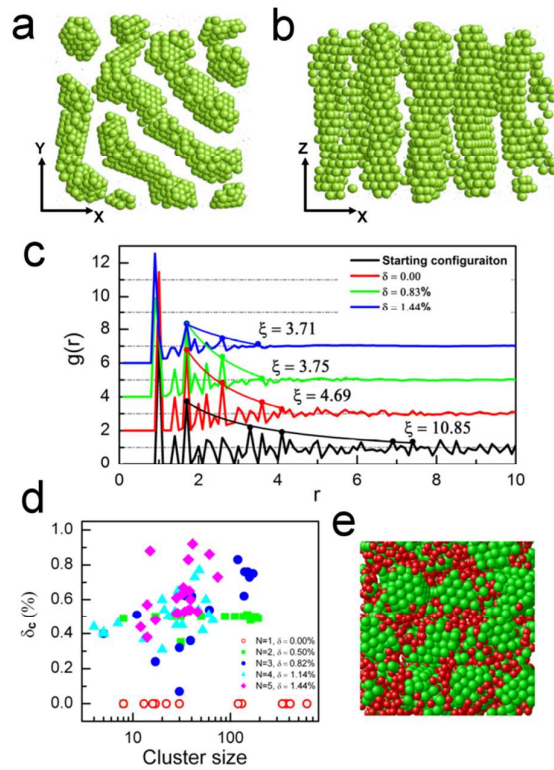 a
b
Y
X
Z
X
c
12
10
8
6
4
2
0
g(r)
Starting configuraiton
δ = 0.00
δ = 0.83%
δ = 1.44%
ξ = 3.71
ξ = 3.75
ξ = 4.69
ξ = 10.85
0 2 4 6 8 10
r
d
e
1.0
0.8
0.6
0.4
0.2
0.0
δc (%)
N=1, δ = 0.00%
N=2, δ = 0.50%
N=3, δ = 0.82%
N=4, δ = 1.14%
N=5, δ = 1.44%
10 100
Cluster size